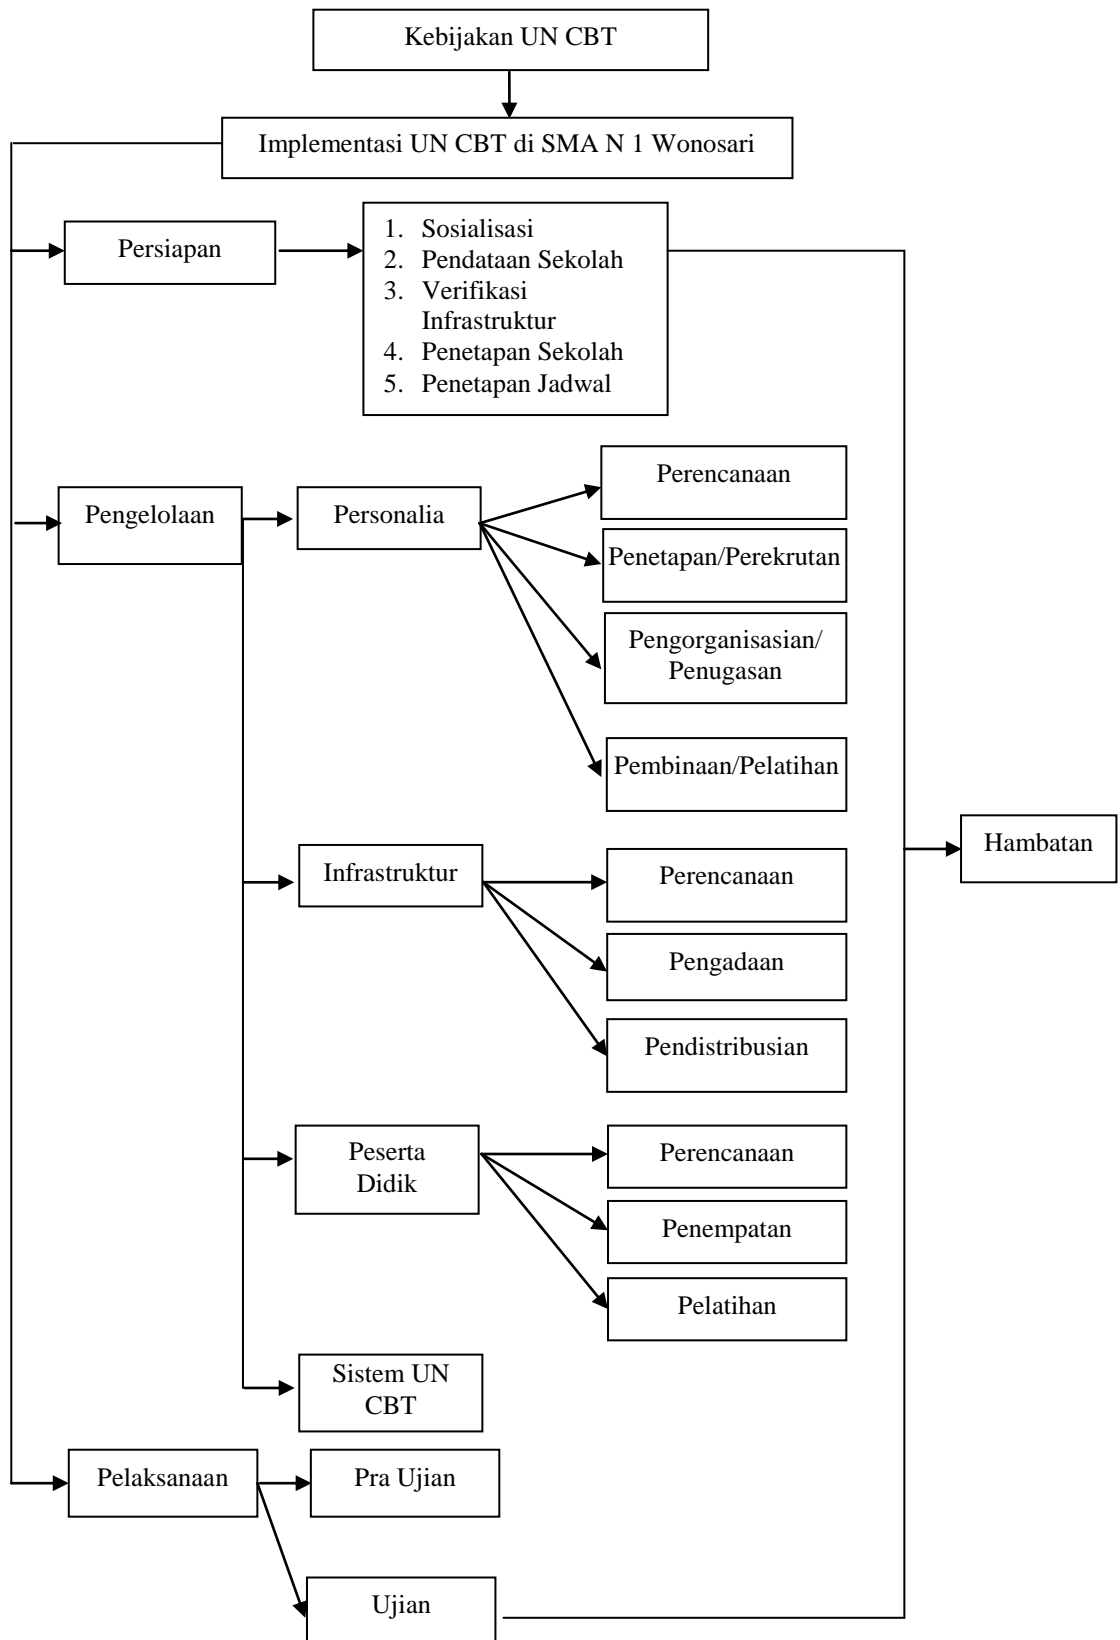 Kebijakan UN CBT
Implementasi UN CBT di SMA N 1 Wonosari
Persiapan
1. Sosialisasi
2. Pendataan Sekolah
3. Verifikasi
Infrastruktur
4. Penetapan Sekolah
5. Penetapan Jadwal
Pengelolaan
Personalia
Perencanaan
Penetapan/Perekrutan
Pengorganisasian/
Penugasan
Pembinaan/Pelatihan
Hambatan
Infrastruktur
Perencanaan
Pengadaan
Pendistribusian
Peserta
Didik
Perencanaan
Penempatan
Pelatihan
Sistem UN
CBT
Pelaksanaan
Pra Ujian
Ujian